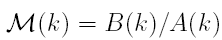 ℳ(k) = B(k)/A(k)